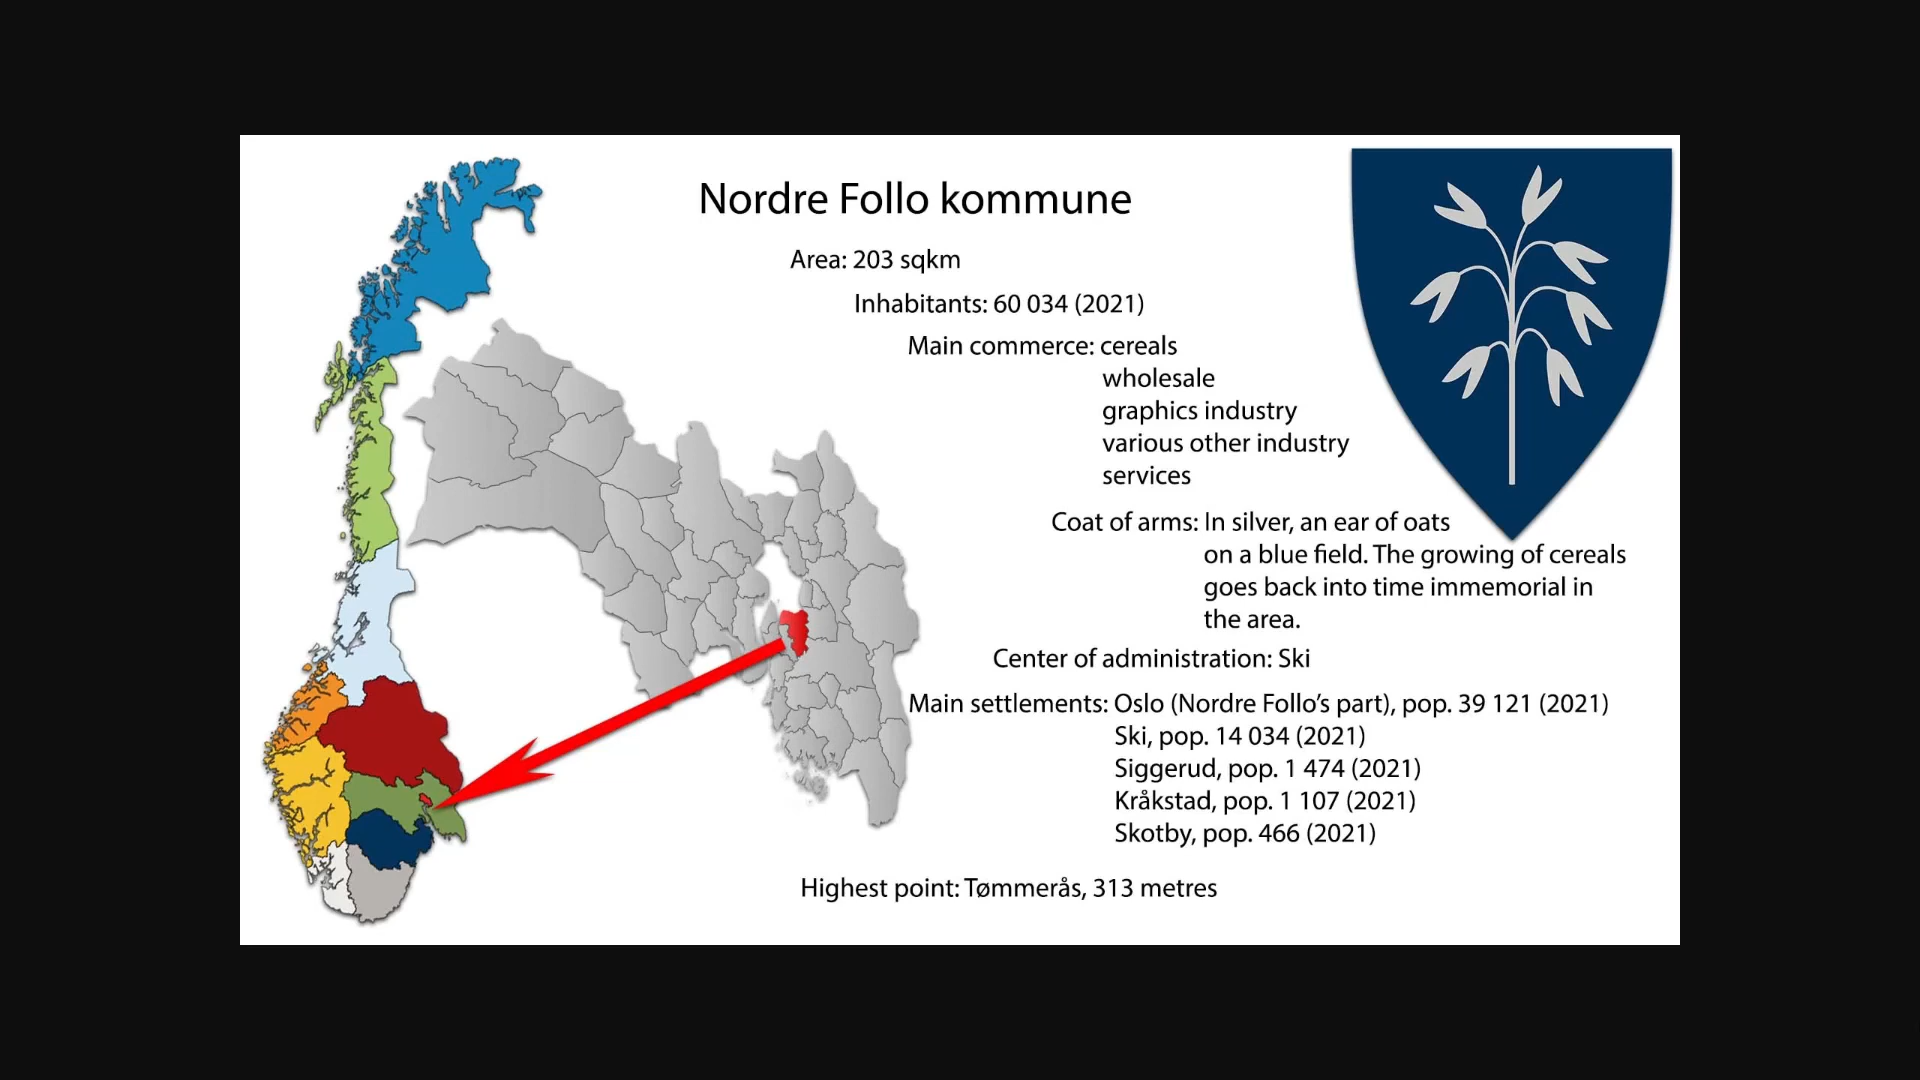 Nordre Follo kommune
Area: 203 sqkm
Inhabitants: 60 034 (2021)
Main commerce: cereals
wholesale
graphics industry
various other industry
services
Coat of arms: In silver, an ear of oats
on a blue field. The growing of cereals
goes back into time immemorial in
the area.
Center of administration: Ski
Main settlements: Oslo (Nordre Follo’s part), pop. 39 121 (2021)
Ski, pop. 14 034 (2021)
Siggerud, pop. 1 474 (2021)
Kråkstad, pop. 1 107 (2021)
Skotby, pop. 466 (2021)
Highest point: Tømmerås, 313 metres